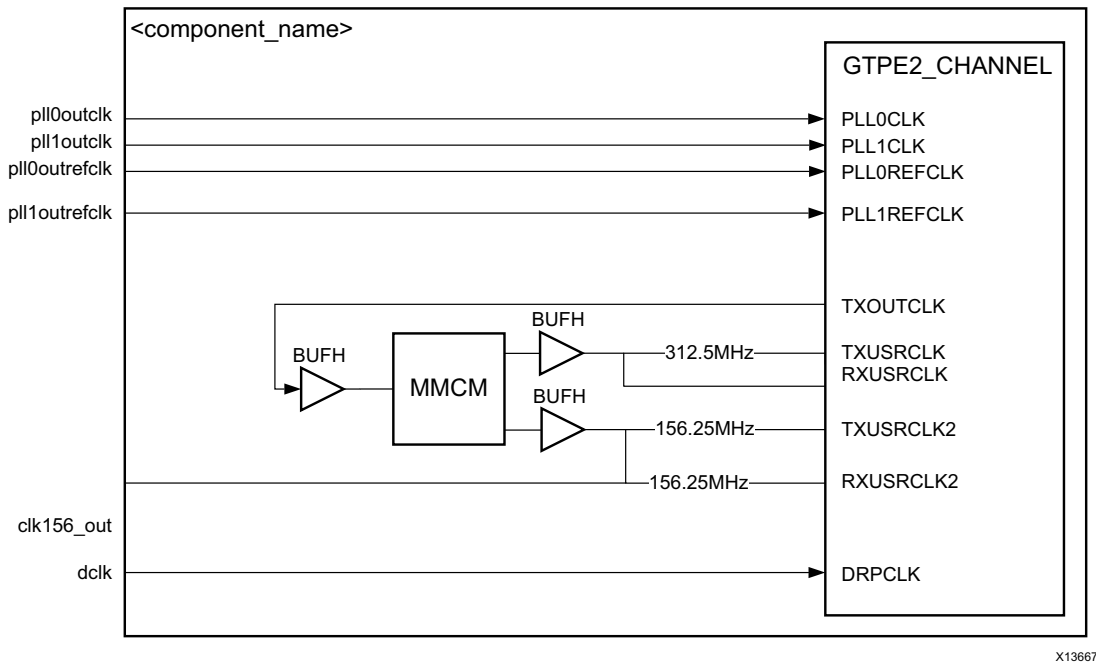 <component_name>
GTPE2_CHANNEL
pll0outclk
PLL0CLK
pll1outclk
PLL1CLK
pll0outrefclk
PLL0REFCLK
pll1outrefclk
PLL1REFCLK
TXOUTCLK
BUFH
BUFH
MMCM
312.5MHz
TXUSRCLK
RXUSRCLK
BUFH
156.25MHz
TXUSRCLK2
156.25MHz
RXUSRCLK2
clk156_out
dclk
DRPCLK
X13667